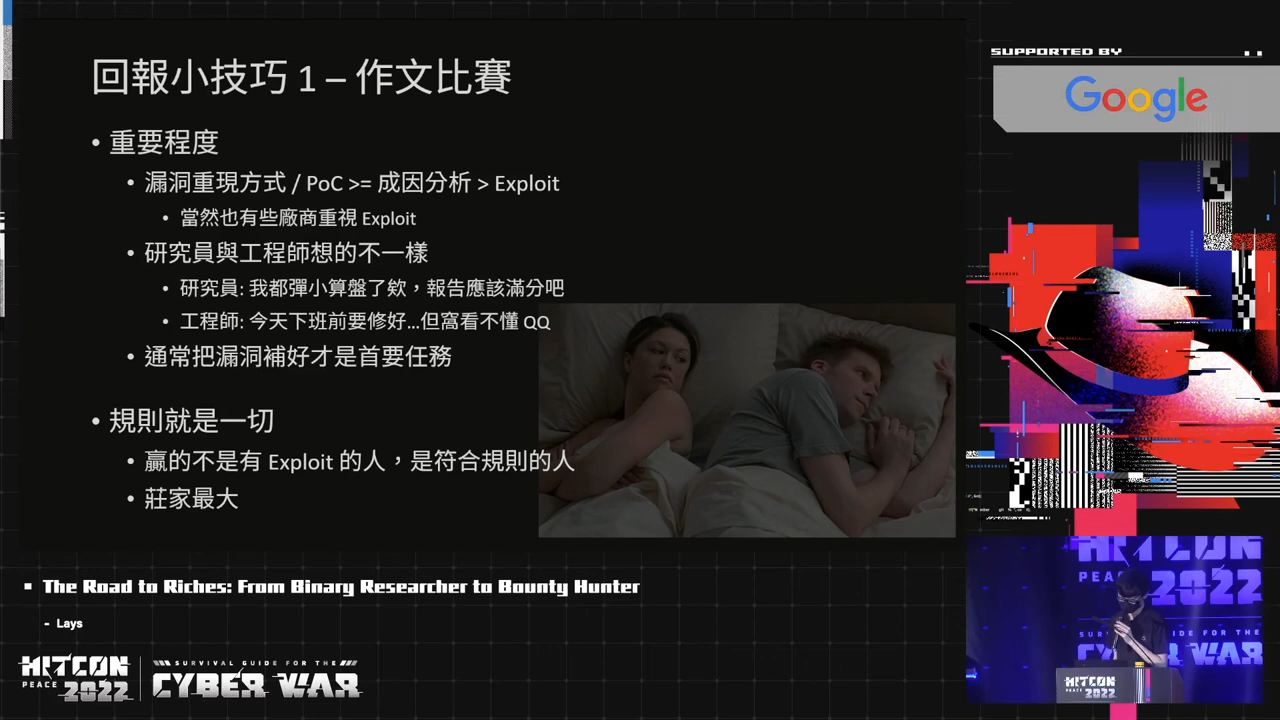 回報小技巧 1 – 作文比賽
• 重要程度
• 漏洞重現方式 / PoC >= 成因分析 > Exploit
• 當然也有些廠商重視 Exploit
• 研究員與工程師想的不一樣
• 研究員: 我都彈小算盤了欸，報告應該滿分吧
• 工程師: 今天下班前要修好...但窩看不懂 QQ
• 通常把漏洞補好才是首要任務
• 規則就是一切
• 贏的不是有 Exploit 的人，是符合規則的人
• 莊家最大
SUPPORTED BY
Google
The Road to Riches: From Binary Researcher to Bounty Hunter
- Lays
HITCON
PEACE 2022
SURVIVAL GUIDE FOR THE
CYBER WAR
HITCON
2022
HITCON
PEACE 2022